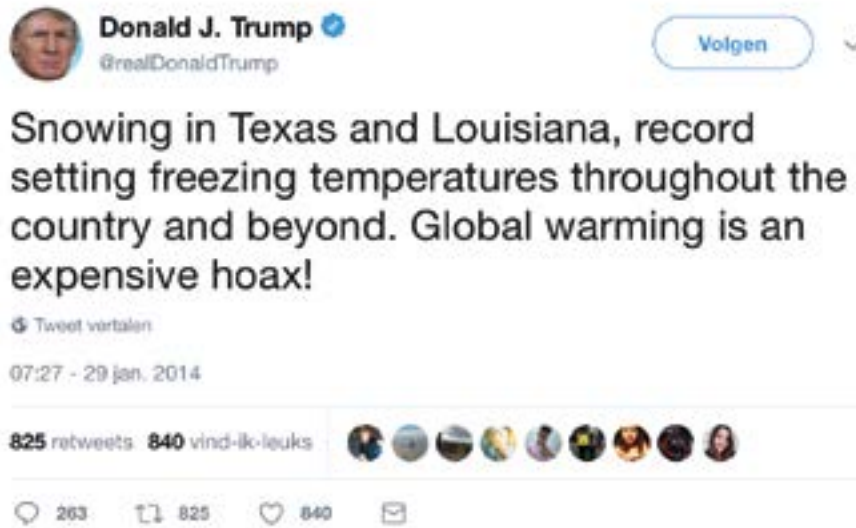 Donald J. Trump
@realDonaldTrump
Volgen
Snowing in Texas and Louisiana, record
setting freezing temperatures throughout the
country and beyond. Global warming is an
expensive hoax!
Tweet vertalen
07:27 - 29 jan. 2014
825 retweets 840 vind-ik-leuks
263 825 840